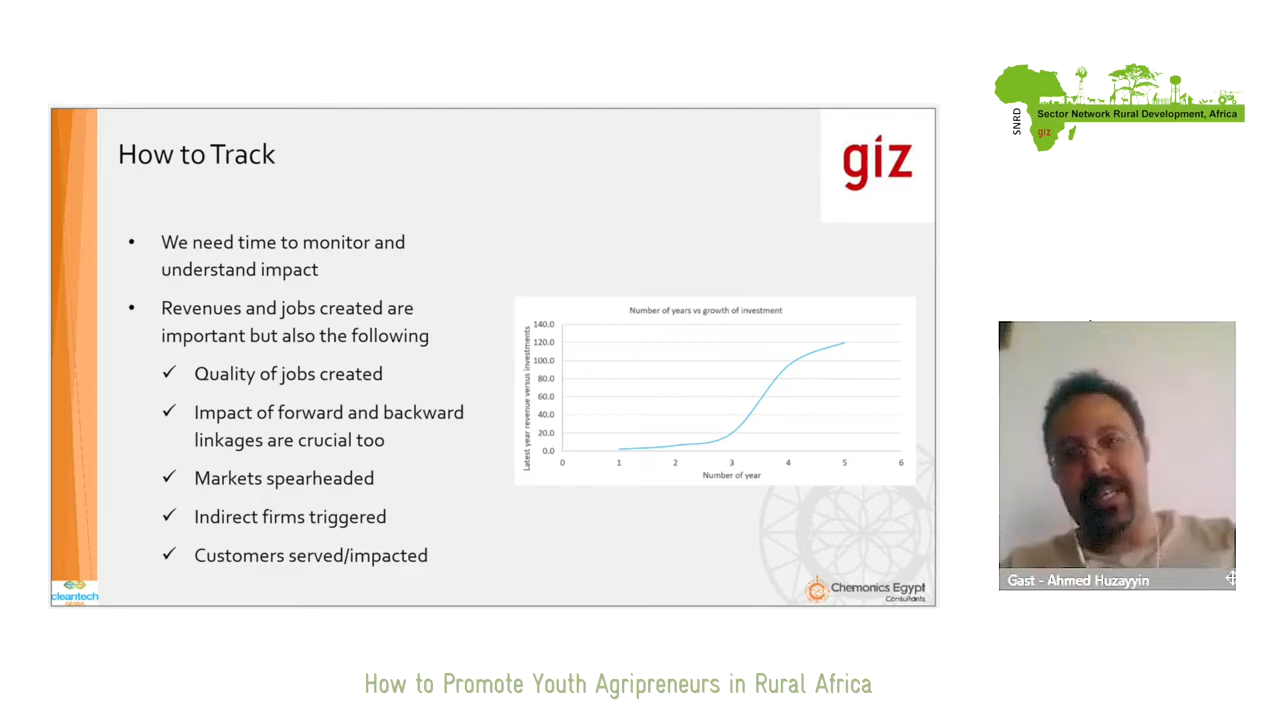 How to Track
giz
• We need time to monitor and
understand impact
• Revenues and jobs created are
important but also the following
✓ Quality of jobs created
✓ Impact of forward and backward
linkages are crucial too
✓ Markets spearheaded
✓ Indirect firms triggered
✓ Customers served/impacted
Number of years vs growth of investment
Latest year revenue versus investments
140.0
120.0
100.0
80.0
60.0
40.0
20.0
0.0
0 1 2 3 4 5 6
Number of year
cleantech
Chemonics Egypt
Consultants
SNRD
Sector Network Rural Development, Africa
giz
Gast - Ahmed Huzayyin
How to Promote Youth Agripreneurs in Rural Africa